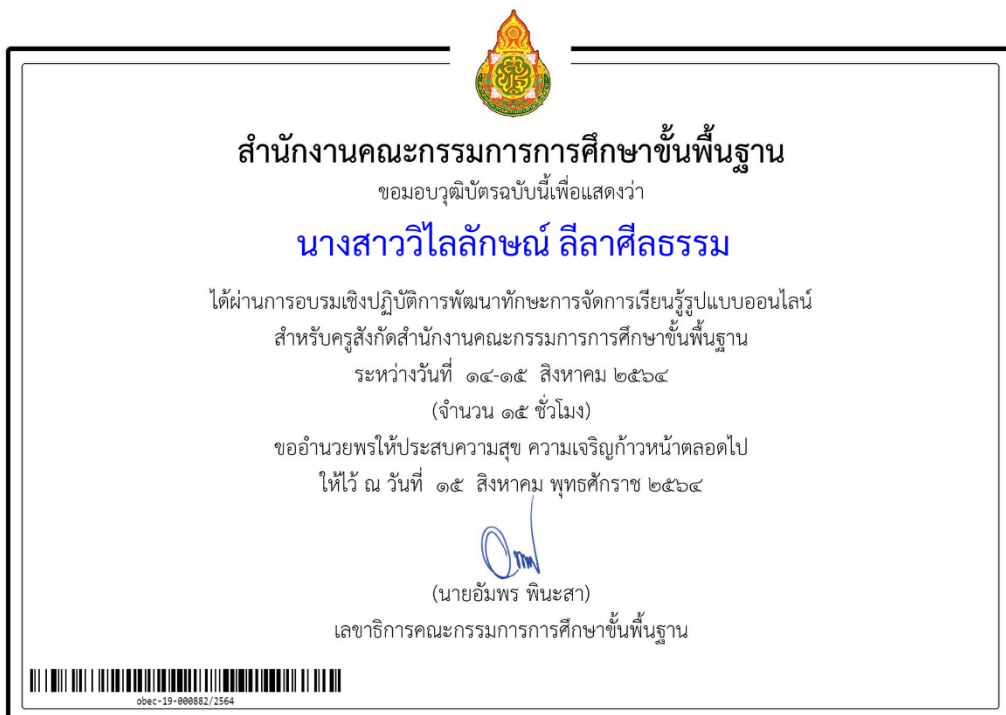 สำนักงานคณะกรรมการการศึกษาขั้นพื้นฐาน
ขอมอบวุฒิบัตรฉบับนี้เพื่อแสดงว่า
นางสาววิไลลักษณ์ ลีลาศีลธรรม
ได้ผ่านการอบรมเชิงปฏิบัติการพัฒนาทักษะการจัดการเรียนรู้รูปแบบออนไลน์
สำหรับครูสังกัดสำนักงานคณะกรรมการการศึกษาขั้นพื้นฐาน
ระหว่างวันที่ ๑๔-๑๕ สิงหาคม ๒๕๖๔
(จำนวน ๑๕ ชั่วโมง)
ขออำนวยพรให้ประสบความสุข ความเจริญก้าวหน้าตลอดไป
ให้ไว้ ณ วันที่ ๑๕ สิงหาคม พุทธศักราช ๒๕๖๔
(นายอัมพร พินะสา)
เลขาธิการคณะกรรมการการศึกษาขั้นพื้นฐาน
obec-19-000882/2564